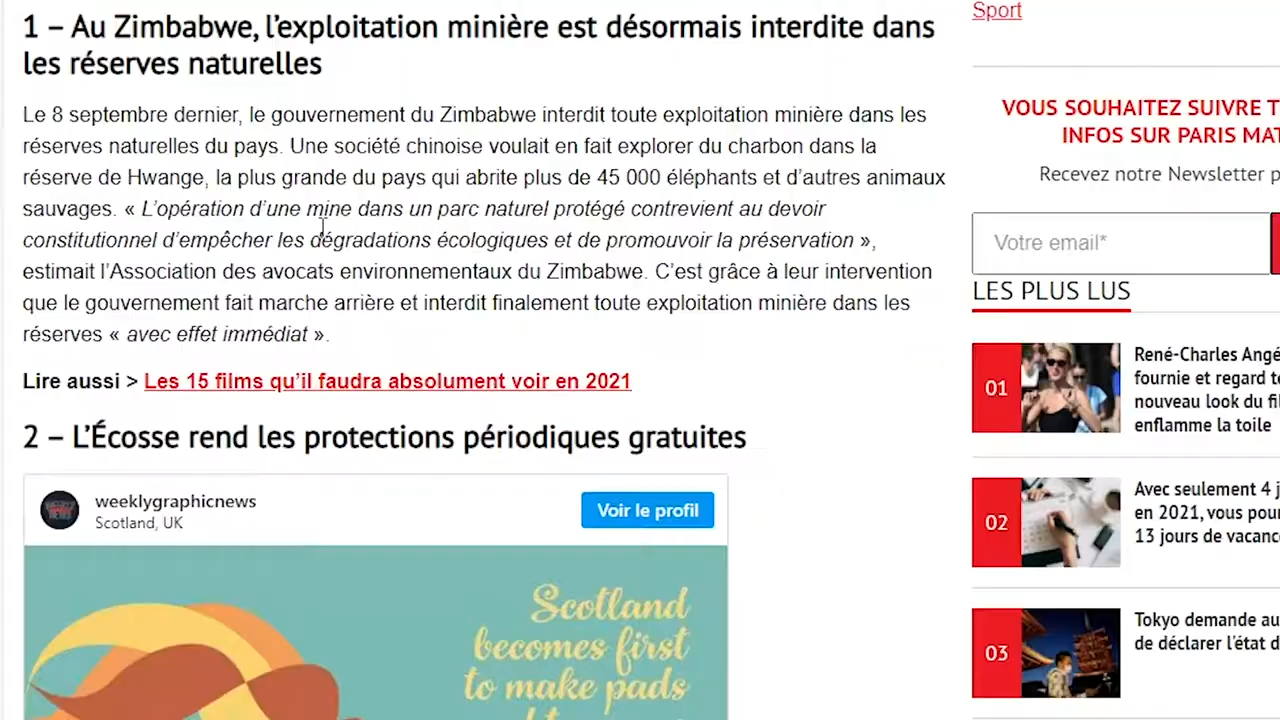 1 – Au Zimbabwe, l’exploitation minière est désormais interdite dans
les réserves naturelles
Le 8 septembre dernier, le gouvernement du Zimbabwe interdit toute exploitation minière dans les
réserves naturelles du pays. Une société chinoise voulait en fait explorer du charbon dans la
réserve de Hwange, la plus grande du pays qui abrite plus de 45 000 éléphants et d’autres animaux
sauvages. « L’opération d’une mine dans un parc naturel protégé contrevient au devoir
constitutionnel d’empêcher les dégradations écologiques et de promouvoir la préservation »,
estimait l’Association des avocats environnementaux du Zimbabwe. C’est grâce à leur intervention
que le gouvernement fait marche arrière et interdit finalement toute exploitation minière dans les
réserves « avec effet immédiat ».
Lire aussi > Les 15 films qu’il faudra absolument voir en 2021
2 – L’Écosse rend les protections périodiques gratuites
weeklygraphicnews
Scotland, UK
Voir le profil
Scotland
becomes first
to make pads
Sport
VOUS SOUHAITEZ SUIVRE T
INFOS SUR PARIS MAT
Recevez notre Newsletter p
Votre email*
LES PLUS LUS
01
René-Charles Angé
fournie et regard t
nouveau look du fil
enflamme la toile
02
Avec seulement 4 j
en 2021, vous pour
13 jours de vacanc
03
Tokyo demande au
de déclarer l’état d